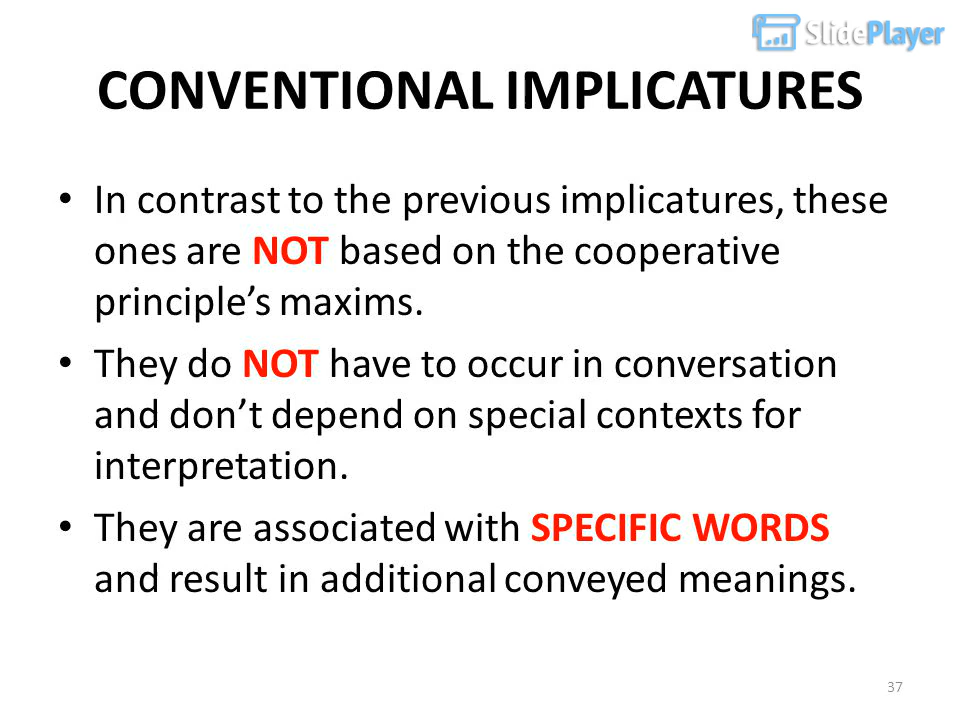 SlidePlayer
CONVENTIONAL IMPLICATURES
• In contrast to the previous implicatures, these
ones are NOT based on the cooperative
principle’s maxims.
• They do NOT have to occur in conversation
and don’t depend on special contexts for
interpretation.
• They are associated with SPECIFIC WORDS
and result in additional conveyed meanings.
37